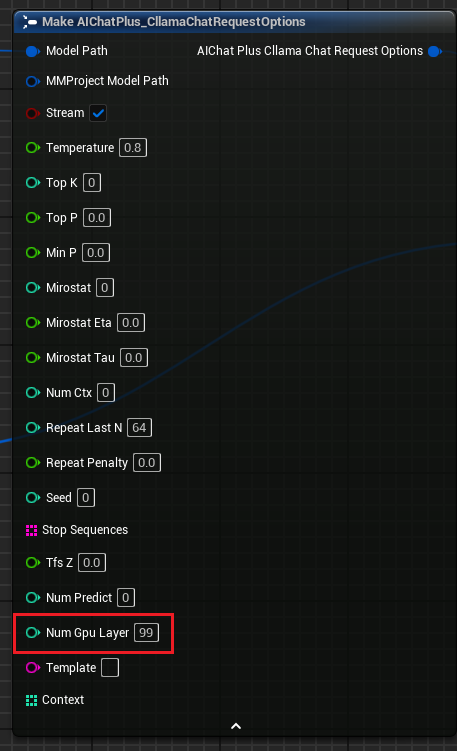 Make AIChatPlus_CllamaChatRequestOptions
Model Path AIChat Plus Cllama Chat Request Options
MMProject Model Path
Stream
Temperature 0.8
Top K 0
Top P 0.0
Min P 0.0
Mirostat 0
Mirostat Eta 0.0
Mirostat Tau 0.0
Num Ctx 0
Repeat Last N 64
Repeat Penalty 0.0
Seed 0
Stop Sequences
Tfs Z 0.0
Num Predict 0
Num Gpu Layer 99
Template
Context